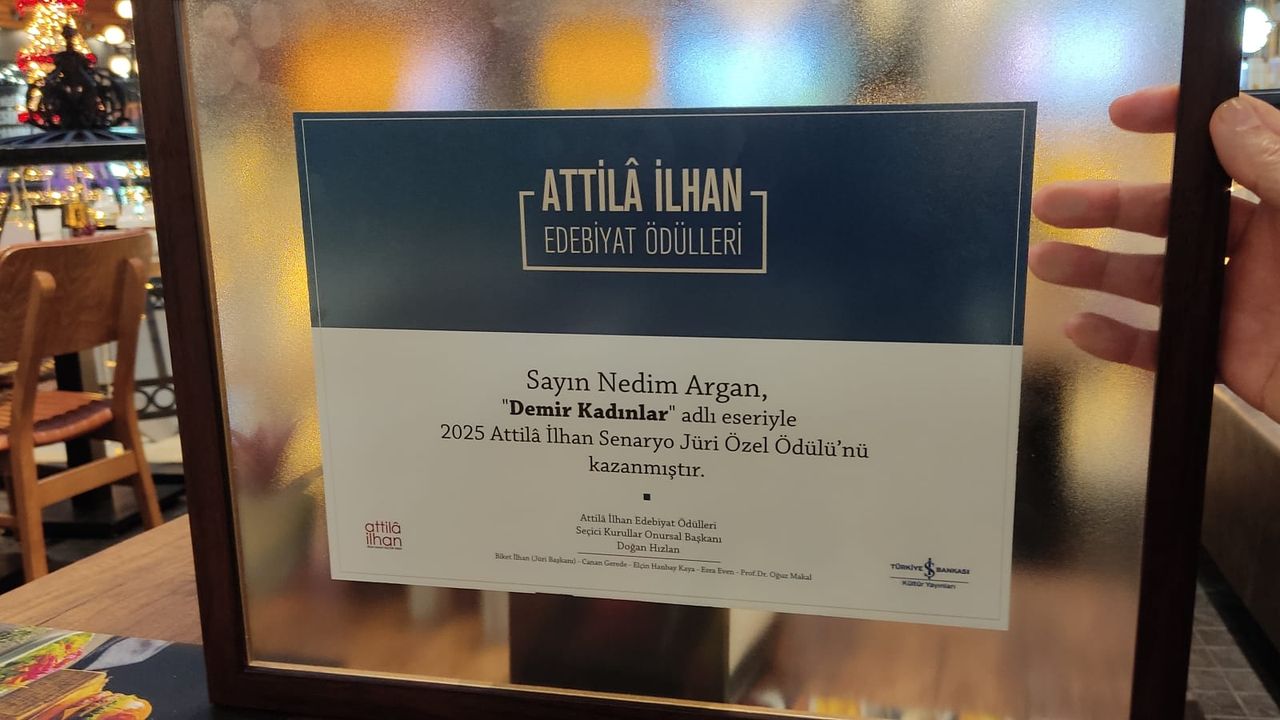 ATTİLÂ İLHAN
EDEBİYAT ÖDÜLLERİ
Sayın Nedim Argan,
"Demir Kadınlar" adlı eseriyle
2025 Attilâ İlhan Senaryo Jüri Özel Ödülü’nü
kazanmıştır.
Attilâ İlhan Edebiyat Ödülleri
Seçici Kurullar Onursal Başkanı
Doğan Hızlan
Biket İlhan (Jüri Başkanı) - Canan Gerede - Elçin Hanbay Kaya - Esra Even - Prof.Dr. Oğuz Makal
attilâ
ilhan
TÜRKİYE İŞ BANKASI
Kültür Yayınları